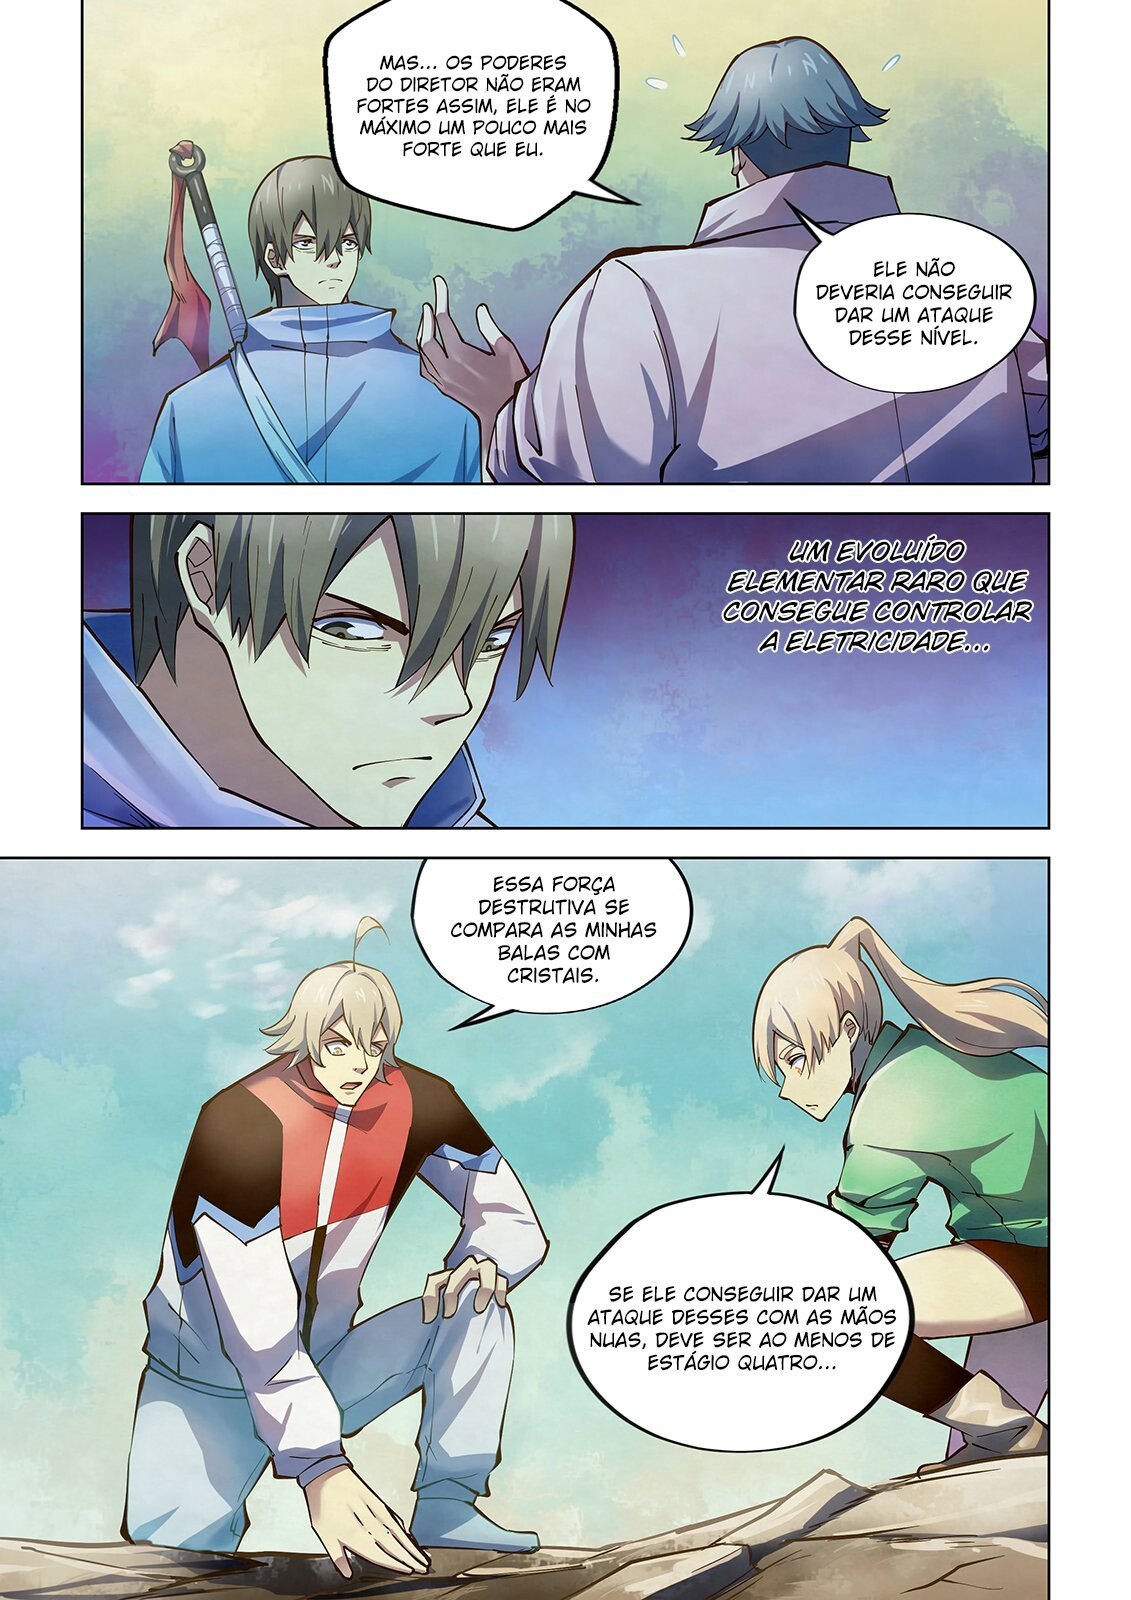 MAS... OS PODERES
DO DIRETOR NÃO ERAM
FORTES ASSIM, ELE É NO
MÁXIMO UM POUCO MAIS
FORTE QUE EU.
ELE NÃO
DEVERIA CONSEGUIR
DAR UM ATAQUE
DESSE NÍVEL.
UM EVOLUÍDO
ELEMENTAR RARO QUE
CONSEGUE CONTROLAR
A ELETRICIDADE...
ESSA FORÇA
DESTRUTIVA SE
COMPARA AS MINHAS
BALAS COM
CRISTAIS.
SE ELE CONSEGUIR DAR UM
ATAQUE DESSES COM AS MÃOS
NUAS, DEVE SER AO MENOS DE
ESTÁGIO QUATRO...